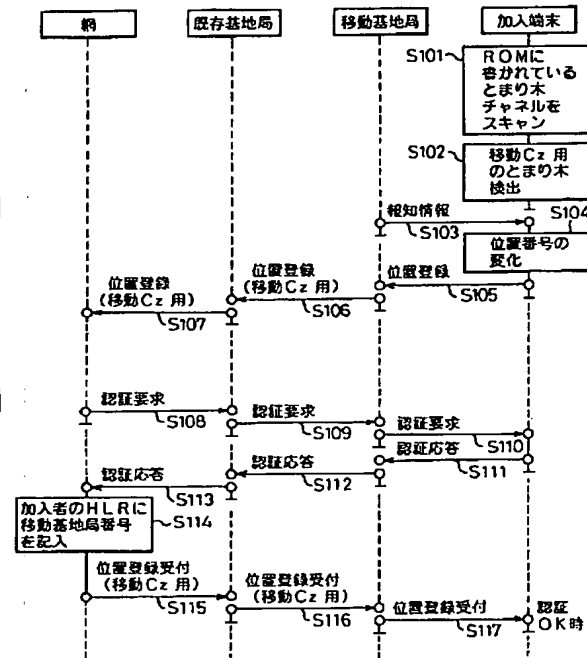 網
既存基地局
移動基地局
加入端末
S101
ROMに
書かれている
とまり木
チャネルを
スキャン
S102
移動Cz用
のとまり木
検出
報知情報
S103
S104
位置番号の
変化
位置登録
S105
位置登録
(移動Cz用)
S106
位置登録
(移動Cz用)
S107
認証要求
S108
認証要求
S109
認証要求
S110
認証応答
S111
認証応答
S112
認証応答
S113
加入者のHLRに
移動基地局番号
を記入
S114
位置登録受付
(移動Cz用)
S115
位置登録受付
(移動Cz用)
S116
位置登録受付
S117
認証
OK時